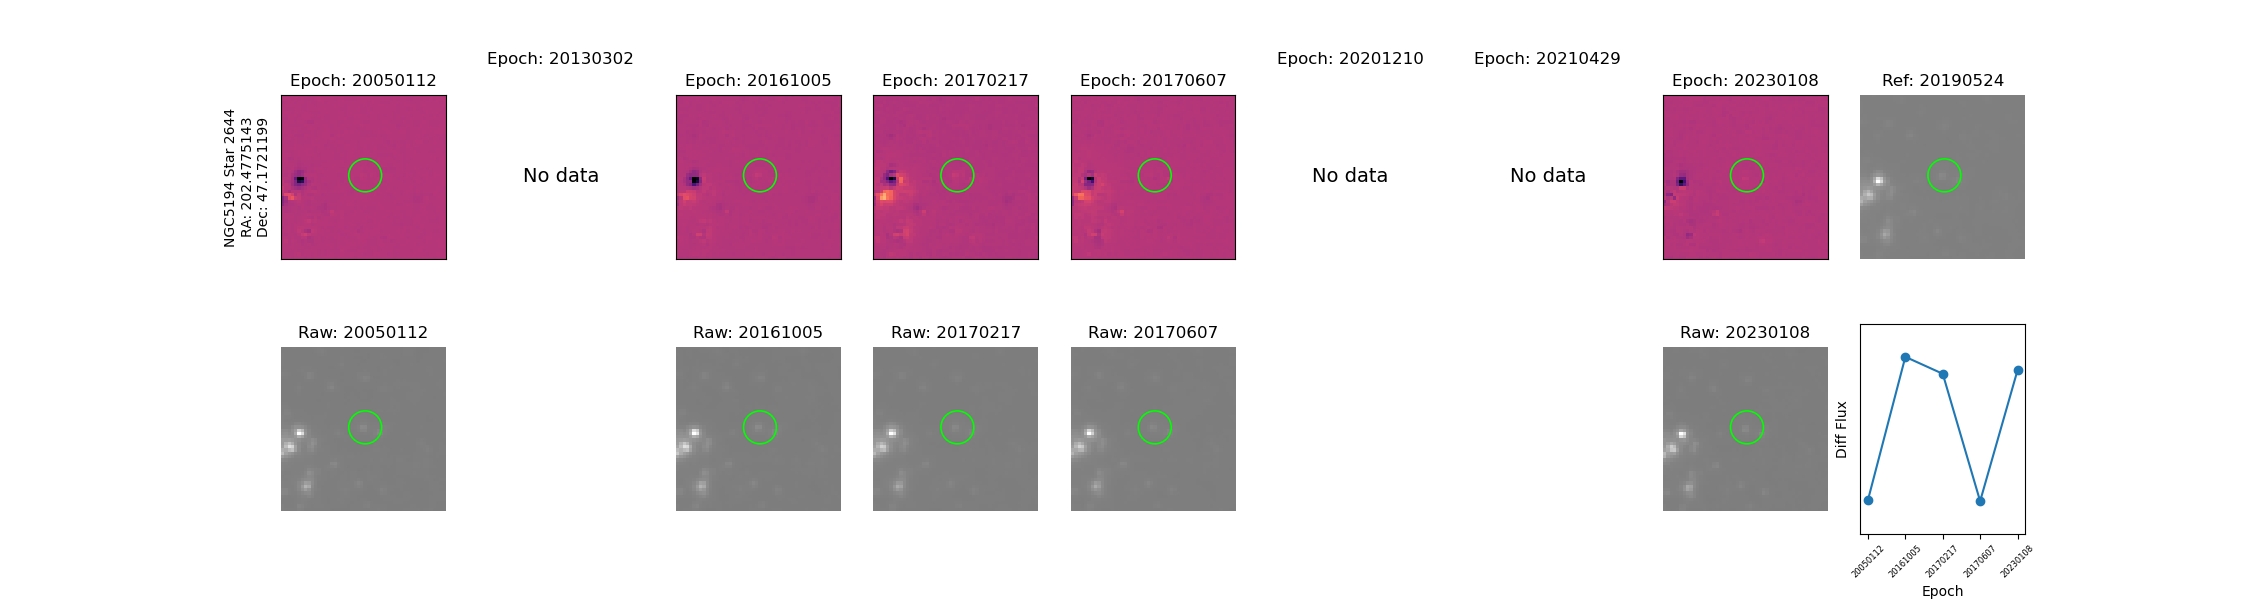 Epoch: 20050112
Epoch: 20130302
Epoch: 20161005
Epoch: 20170217
Epoch: 20170607
Epoch: 20201210
Epoch: 20210429
Epoch: 20230108
Ref: 20190524
NGC5194 Star 2644
RA: 202.4775143
Dec: 47.1721199
No data
No data
No data
Raw: 20050112
Raw: 20161005
Raw: 20170217
Raw: 20170607
Raw: 20230108
Diff Flux
20050112
20161005
20170217
20170607
20230108
Epoch